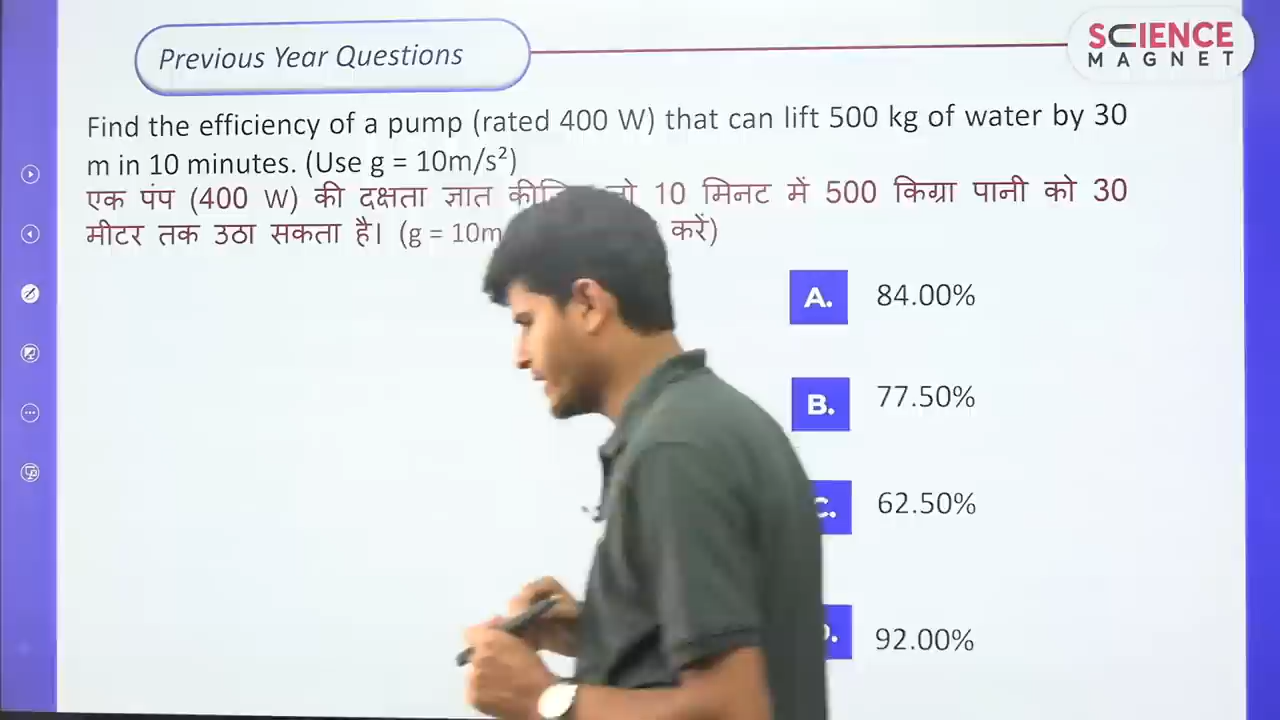 Previous Year Questions
SCIENCE
MAGNET
Find the efficiency of a pump (rated 400 W) that can lift 500 kg of water by 30
m in 10 minutes. (Use g = 10m/s²)
एक पंप (400 W) की दक्षता ज्ञात 10 मिनट में 500 किग्रा पानी को 30
मीटर तक उठा सकता है। (g = 10m करें)
A. 84.00%
B. 77.50%
C. 62.50%
92.00%